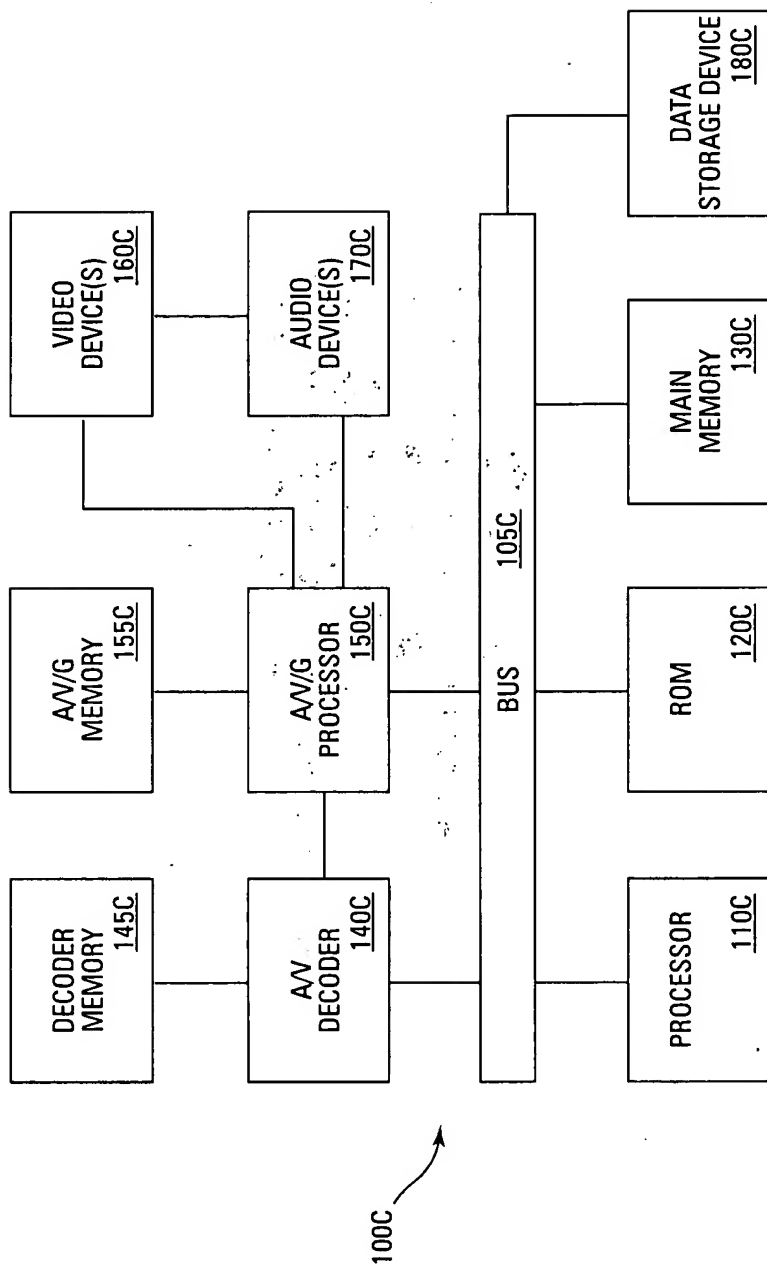 100C
DECODER
MEMORY
145C
A/V/G
MEMORY
155C
VIDEO
DEVICE(S)
160C
A/V
DECODER
140C
A/V/G
PROCESSOR
150C
AUDIO
DEVICE(S)
170C
BUS
105C
PROCESSOR
110C
ROM
120C
MAIN
MEMORY
130C
DATA
STORAGE DEVICE
180C